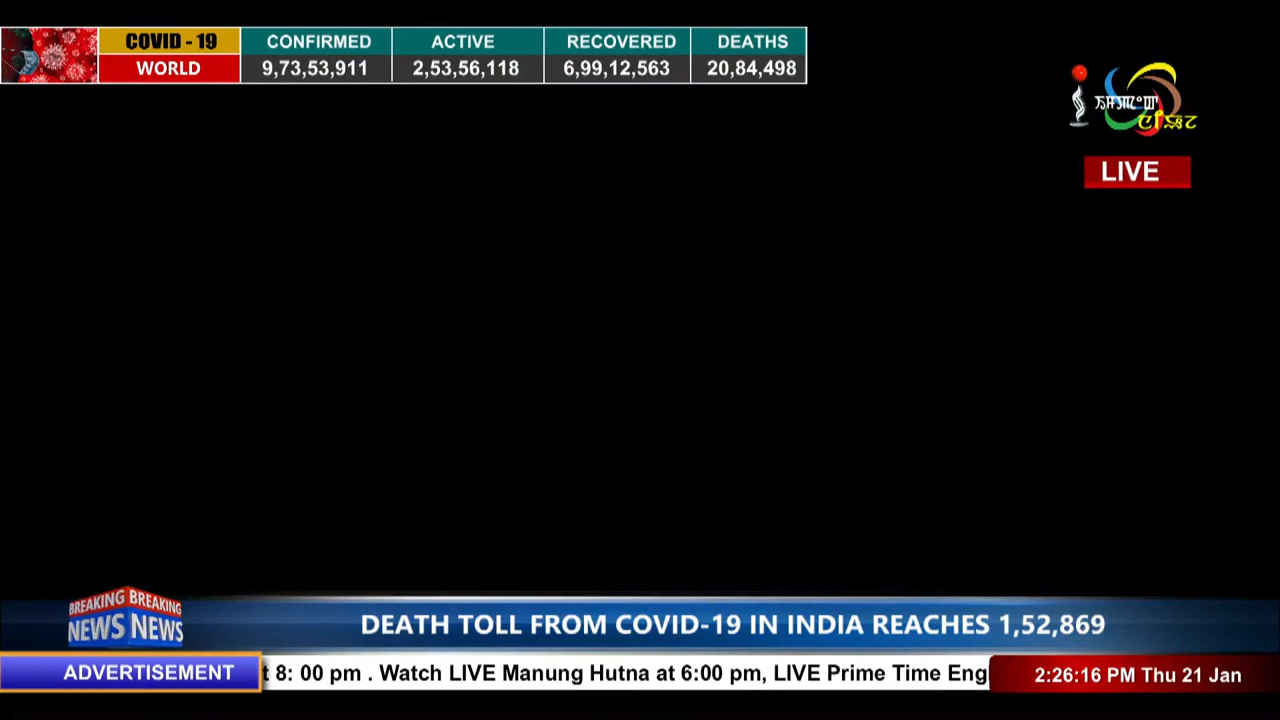 COVID - 19 CONFIRMED ACTIVE RECOVERED DEATHS
WORLD 9,73,53,911 2,53,56,118 6,99,12,563 20,84,498
LIVE
BREAKING BREAKING
NEWS NEWS
DEATH TOLL FROM COVID-19 IN INDIA REACHES 1,52,869
ADVERTISEMENT t 8: 00 pm . Watch LIVE Manung Hutna at 6:00 pm, LIVE Prime Time Eng 2:26:16 PM Thu 21 Jan